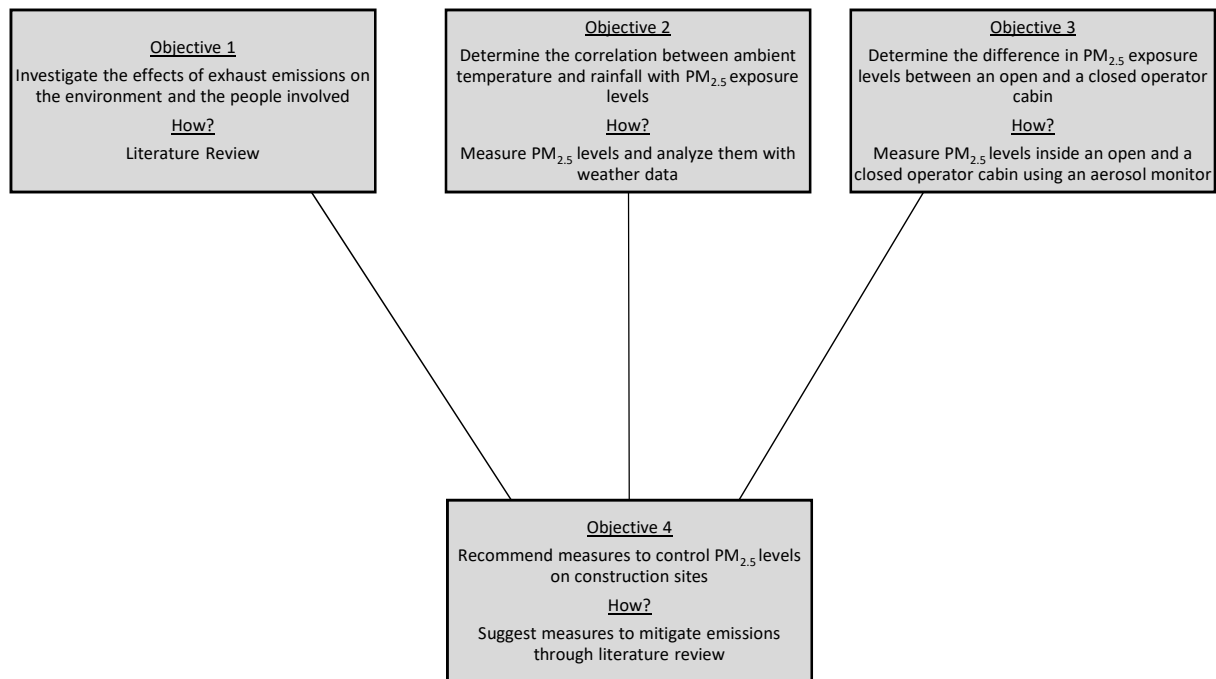 Objective 1
Investigate the effects of exhaust emissions on
the environment and the people involved
How?
Literature Review
Objective 2
Determine the correlation between ambient
temperature and rainfall with PM2.5 exposure
levels
How?
Measure PM2.5 levels and analyze them with
weather data
Objective 3
Determine the difference in PM2.5 exposure
levels between an open and a closed operator
cabin
How?
Measure PM2.5 levels inside an open and a
closed operator cabin using an aerosol monitor
Objective 4
Recommend measures to control PM2.5 levels
on construction sites
How?
Suggest measures to mitigate emissions
through literature review